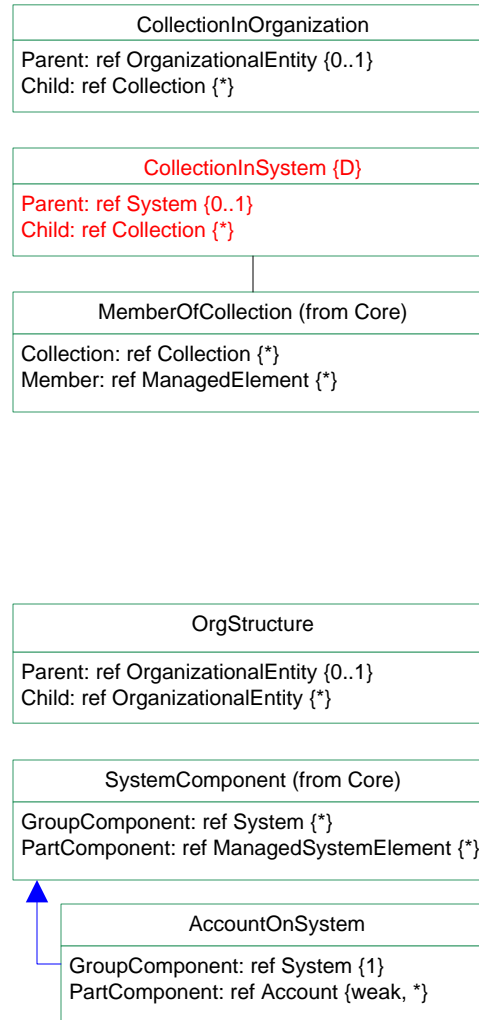 CollectionInOrganization
Parent: ref OrganizationalEntity {0..1}
Child: ref Collection {*}
CollectionInSystem {D}
Parent: ref System {0..1}
Child: ref Collection {*}
MemberOfCollection (from Core)
Collection: ref Collection {*}
Member: ref ManagedElement {*}
OrgStructure
Parent: ref OrganizationalEntity {0..1}
Child: ref OrganizationalEntity {*}
SystemComponent (from Core)
GroupComponent: ref System {*}
PartComponent: ref ManagedSystemElement {*}
AccountOnSystem
GroupComponent: ref System {1}
PartComponent: ref Account {weak, *}